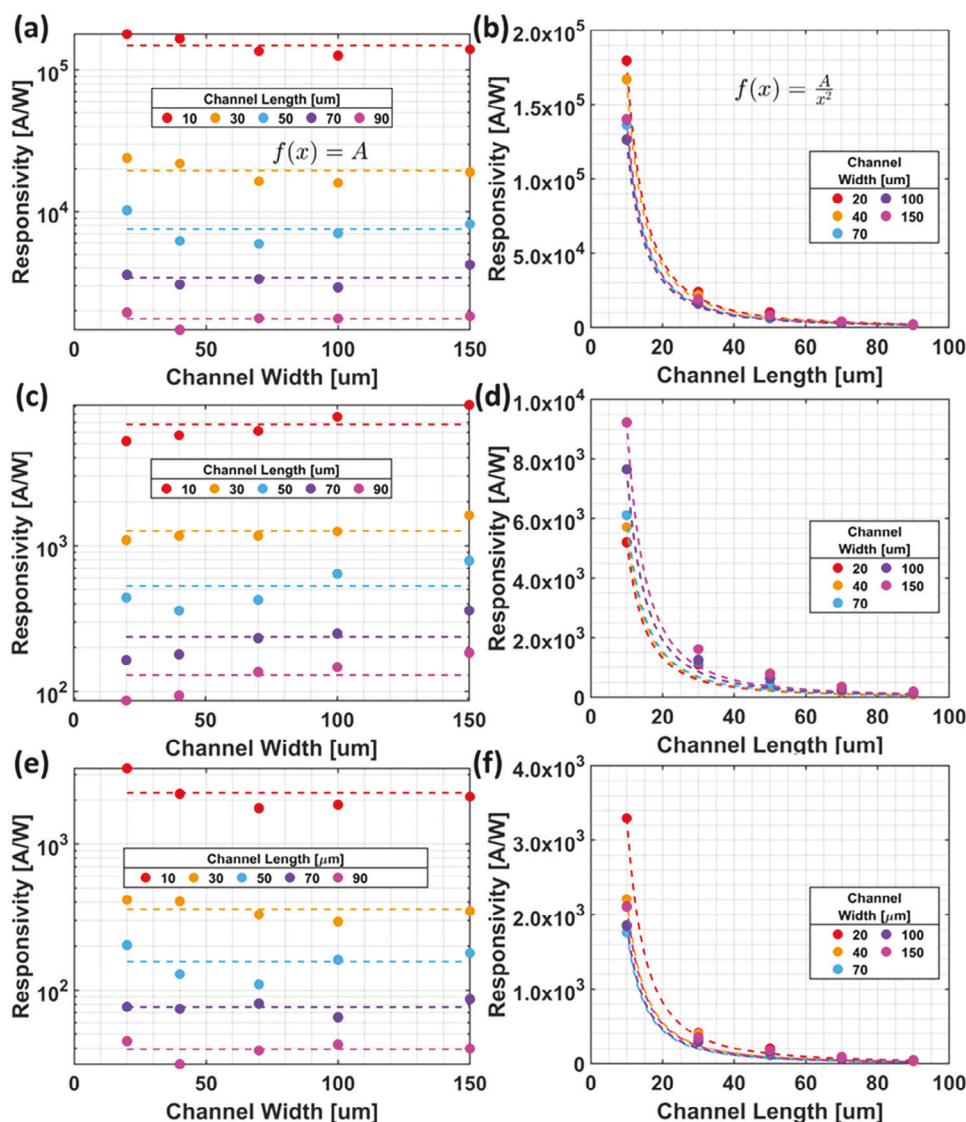 (a)
Responsivity [A/W]
10^5
10^4
Channel Length [um]
10 30 50 70 90
f(x) = A
0 50 100 150
Channel Width [um]
(b)
Responsivity [A/W]
2.0x10^5
1.5x10^5
1.0x10^5
5.0x10^4
0
f(x) = A/x^2
Channel
Width [um]
20 100
40 150
70
0 20 40 60 80 100
Channel Length [um]
(c)
Responsivity [A/W]
10^3
10^2
Channel Length [um]
10 30 50 70 90
0 50 100 150
Channel Width [um]
(d)
Responsivity [A/W]
1.0x10^4
8.0x10^3
6.0x10^3
4.0x10^3
2.0x10^3
0
Channel
Width [um]
20 100
40 150
70
0 20 40 60 80 100
Channel Length [um]
(e)
Responsivity [A/W]
10^3
10^2
Channel Length [μm]
10 30 50 70 90
0 50 100 150
Channel Width [um]
(f)
Responsivity [A/W]
4.0x10^3
3.0x10^3
2.0x10^3
1.0x10^3
0
Channel
Width [μm]
20 100
40 150
70
0 20 40 60 80 100
Channel Length [um]